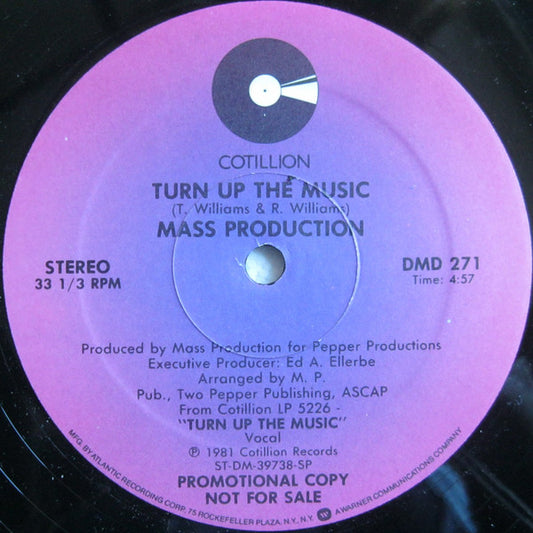 COTILLION
TURN UP THE MUSIC
(T. Williams & R. Williams)
MASS PRODUCTION
STEREO
33 1/3 RPM
DMD 271
Time: 4:57
Produced by Mass Production for Pepper Productions
Executive Producer: Ed A. Ellerbe
Arranged by M. P.
Pub., Two Pepper Publishing, ASCAP
From Cotillion LP 5226 -
"TURN UP THE MUSIC"
Vocal
℗ 1981 Cotillion Records
ST-DM-39738-SP
PROMOTIONAL COPY
NOT FOR SALE
MFG. BY ATLANTIC RECORDING CORP., 75 ROCKEFELLER PLAZA, N.Y., N.Y. W A WARNER COMMUNICATIONS COMPANY